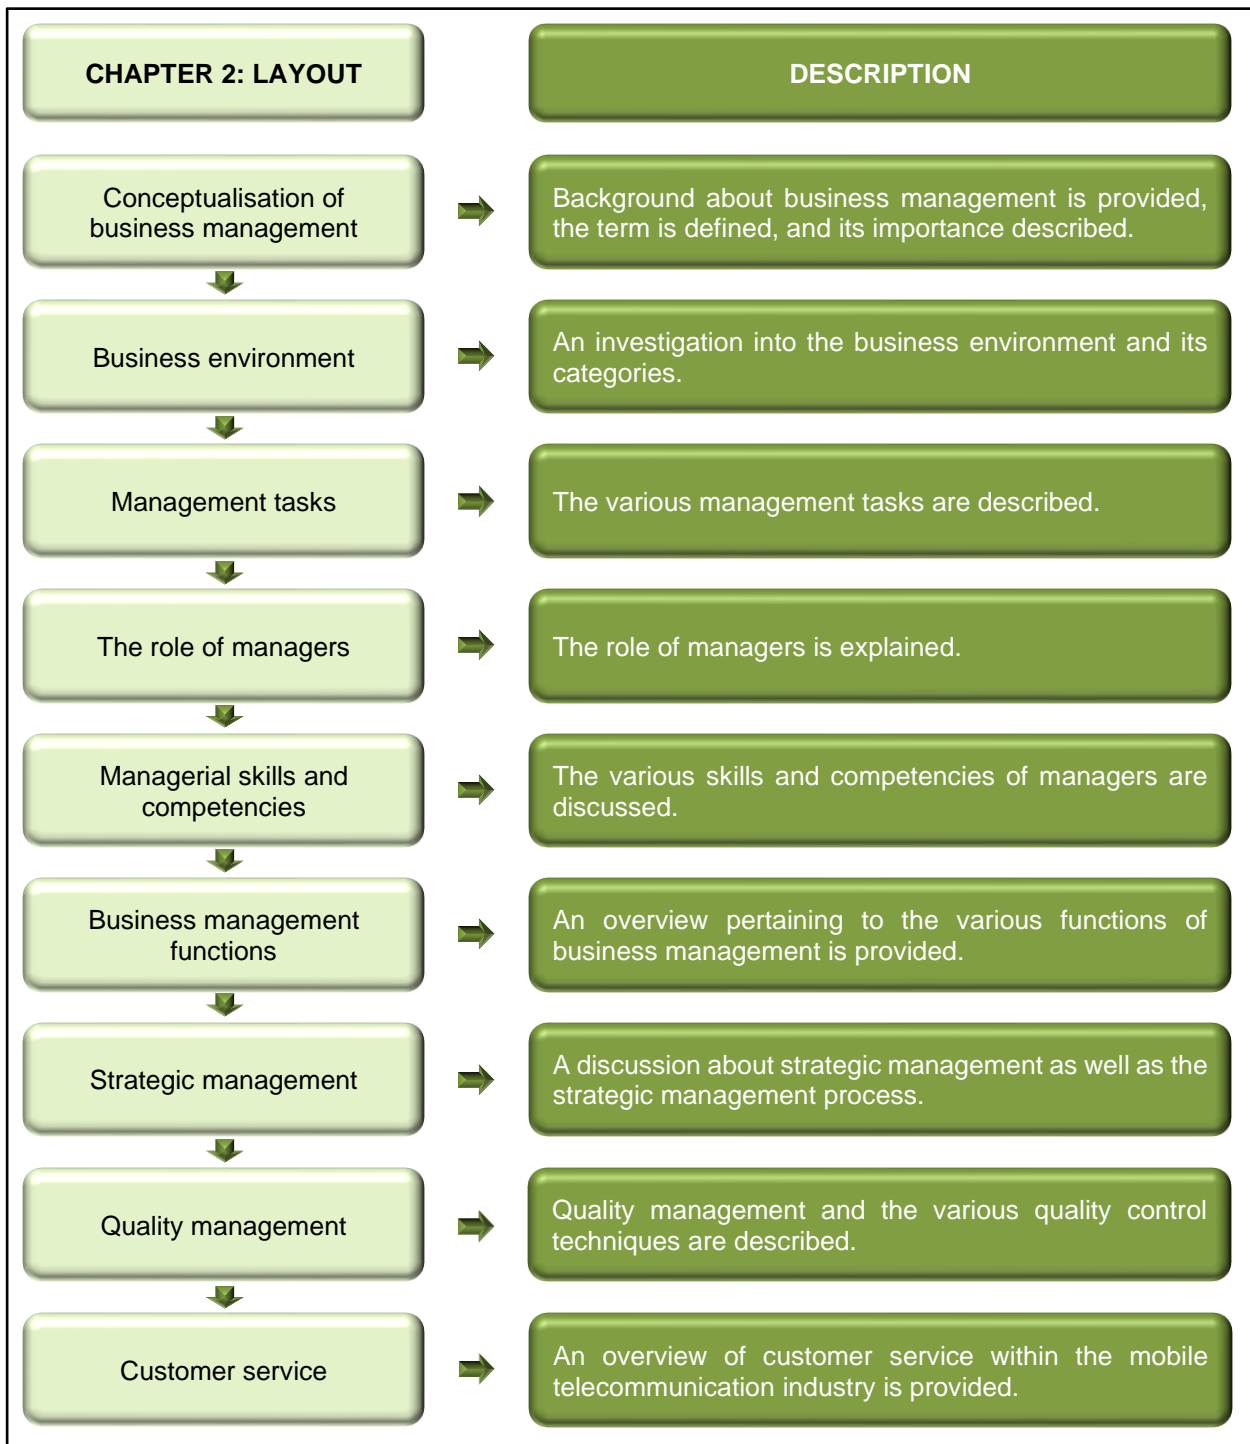 CHAPTER 2: LAYOUT
DESCRIPTION
Conceptualisation of
business management
Background about business management is provided,
the term is defined, and its importance described.
Business environment
An investigation into the business environment and its
categories.
Management tasks
The various management tasks are described.
The role of managers
The role of managers is explained.
Managerial skills and
competencies
The various skills and competencies of managers are
discussed.
Business management
functions
An overview pertaining to the various functions of
business management is provided.
Strategic management
A discussion about strategic management as well as the
strategic management process.
Quality management
Quality management and the various quality control
techniques are described.
Customer service
An overview of customer service within the mobile
telecommunication industry is provided.